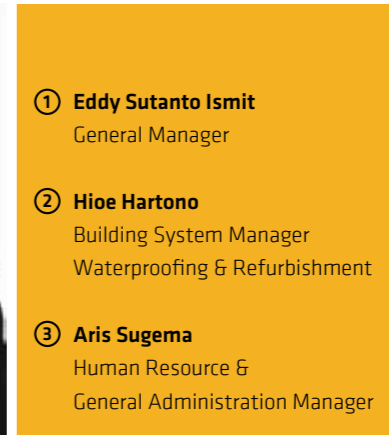 ① Eddy Sutanto Ismit
General Manager
② Hioe Hartono
Building System Manager
Waterproofing & Refurbishment
③ Aris Sugema
Human Resource &
General Administration Manager